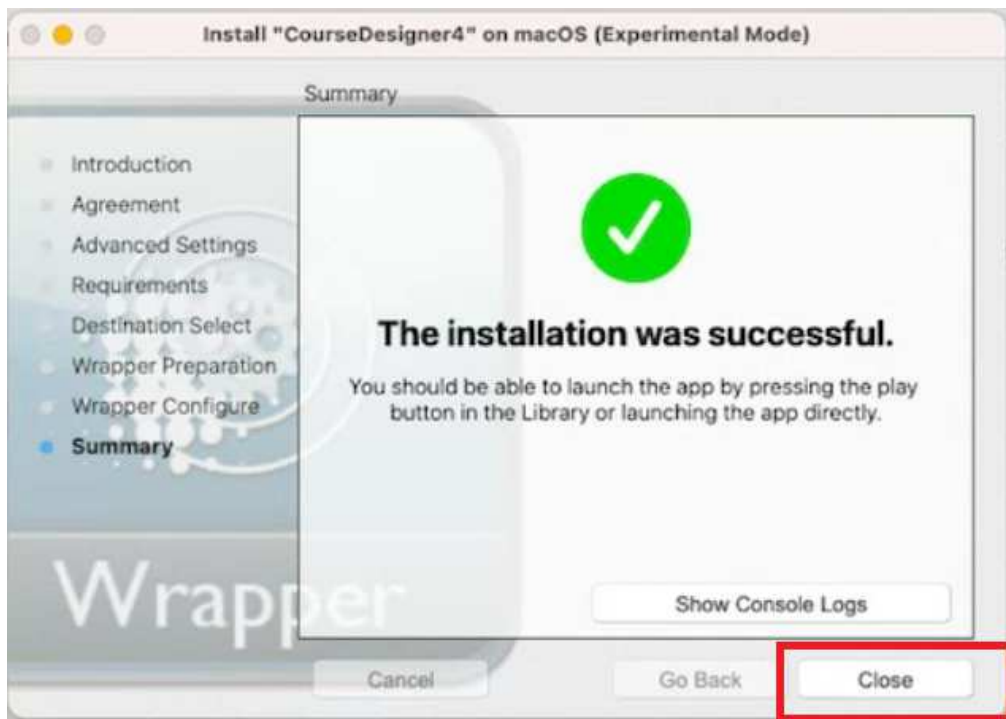 Install "CourseDesigner4" on macOS (Experimental Mode)
Summary
Introduction
Agreement
Advanced Settings
Requirements
Destination Select
Wrapper Preparation
Wrapper Configure
Summary
The installation was successful.
You should be able to launch the app by pressing the play
button in the Library or launching the app directly.
Wrapper
Show Console Logs
Cancel
Go Back
Close